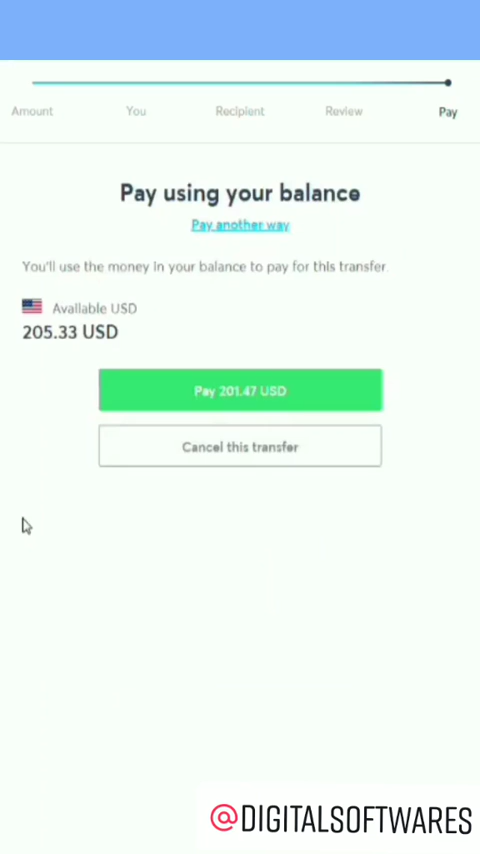 Amount You Recipient Review Pay
Pay using your balance
Pay another way
You'll use the money in your balance to pay for this transfer.
Available USD
205.33 USD
Pay 201.47 USD
Cancel this transfer
@DIGITALSOFTWARES